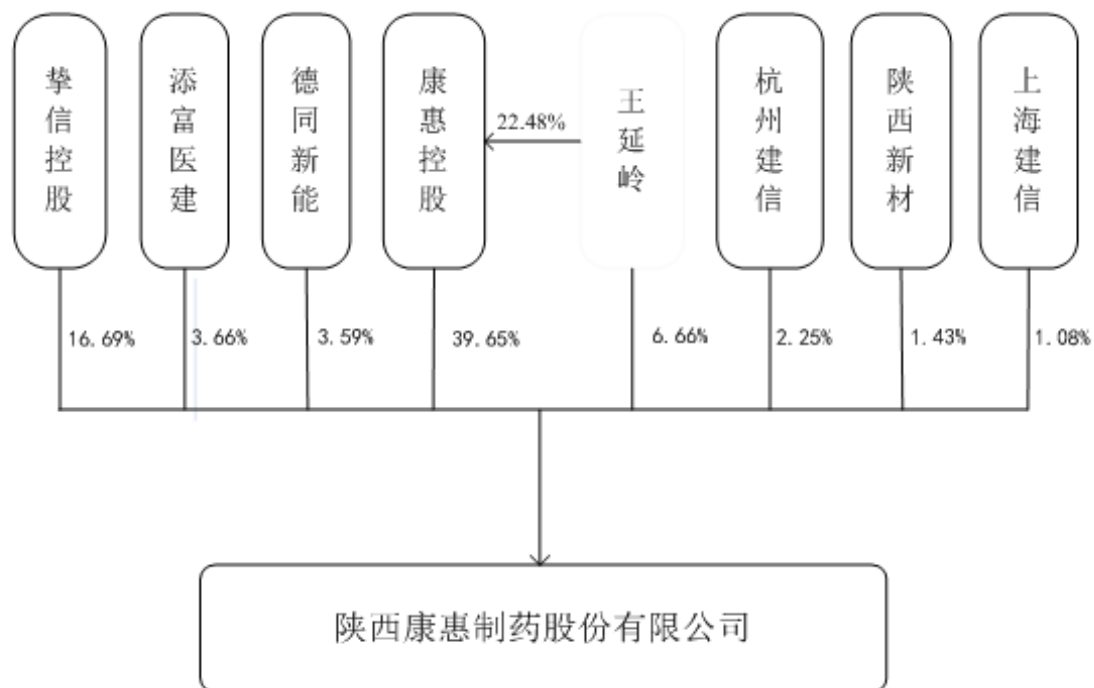 挚信控股
添富医建
德同新能
康惠控股
22.48%
王延岭
杭州建信
陕西新材
上海建信
16.69%
3.66%
3.59%
39.65%
6.66%
2.25%
1.43%
1.08%
陕西康惠制药股份有限公司